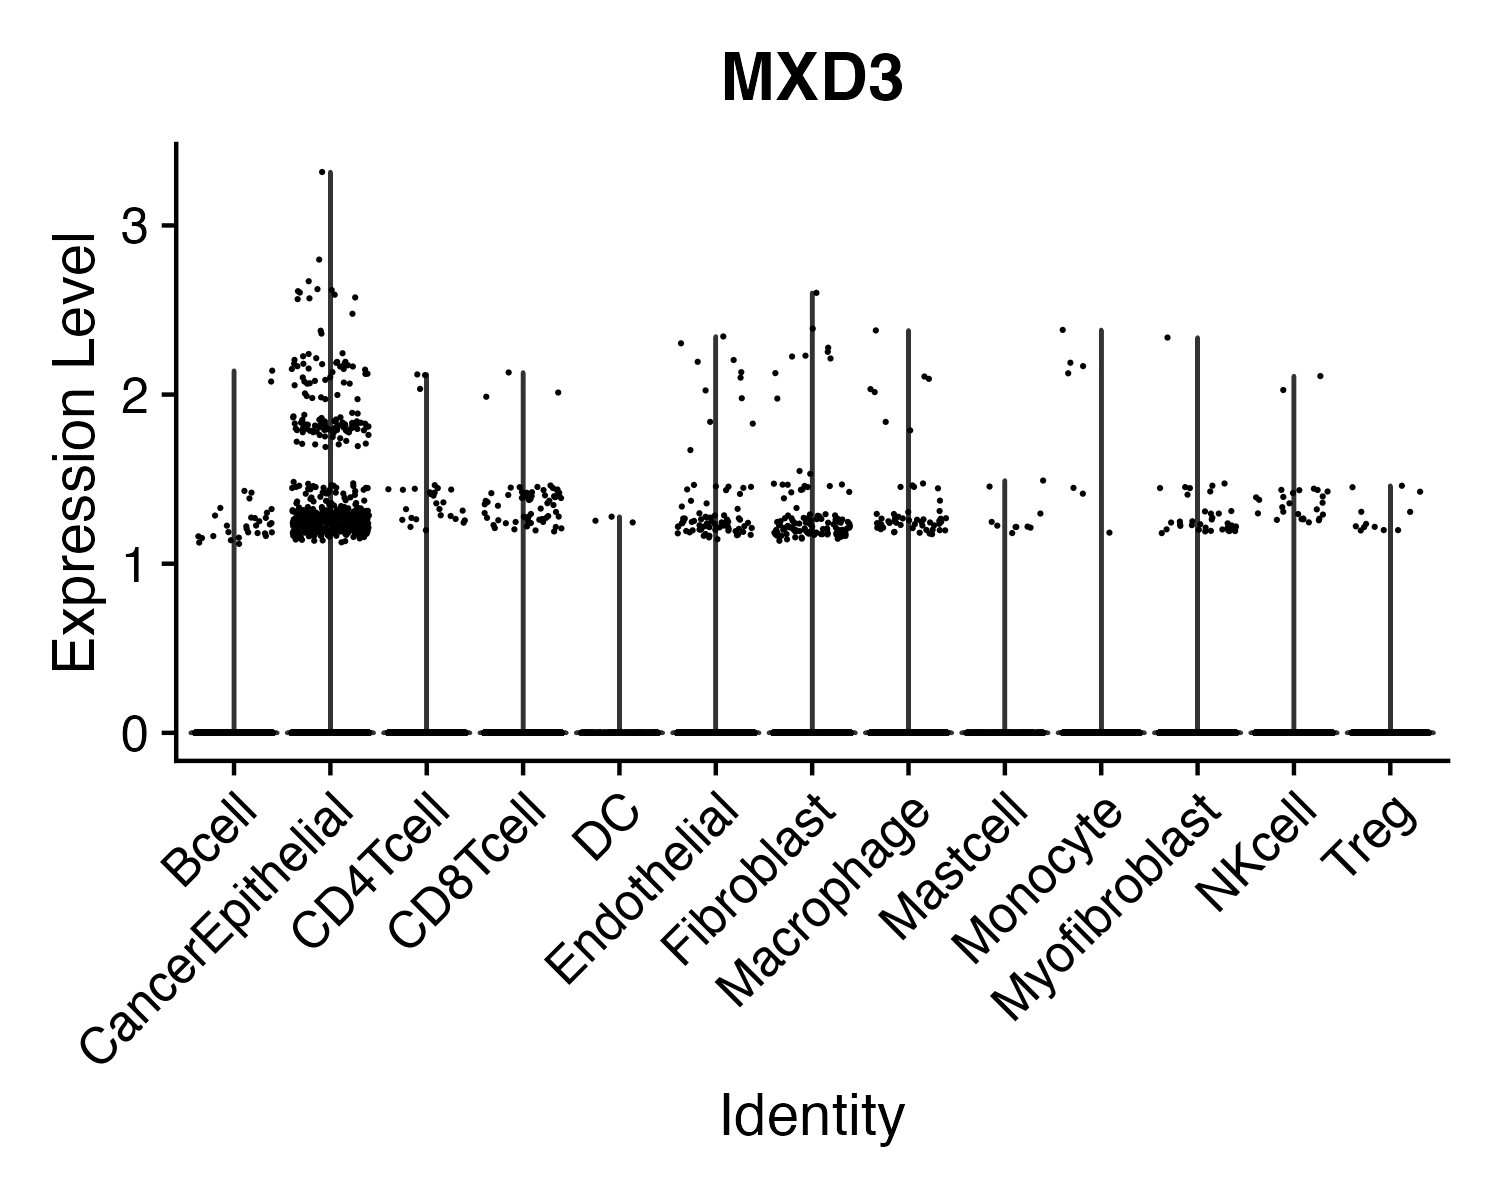 MXD3
Expression Level
3
2
1
0
Bcell
CancerEpithelial
CD4Tcell
CD8Tcell
DC
Endothelial
Fibroblast
Macrophage
Mastcell
Monocyte
Myofibroblast
NKcell
Treg
Identity